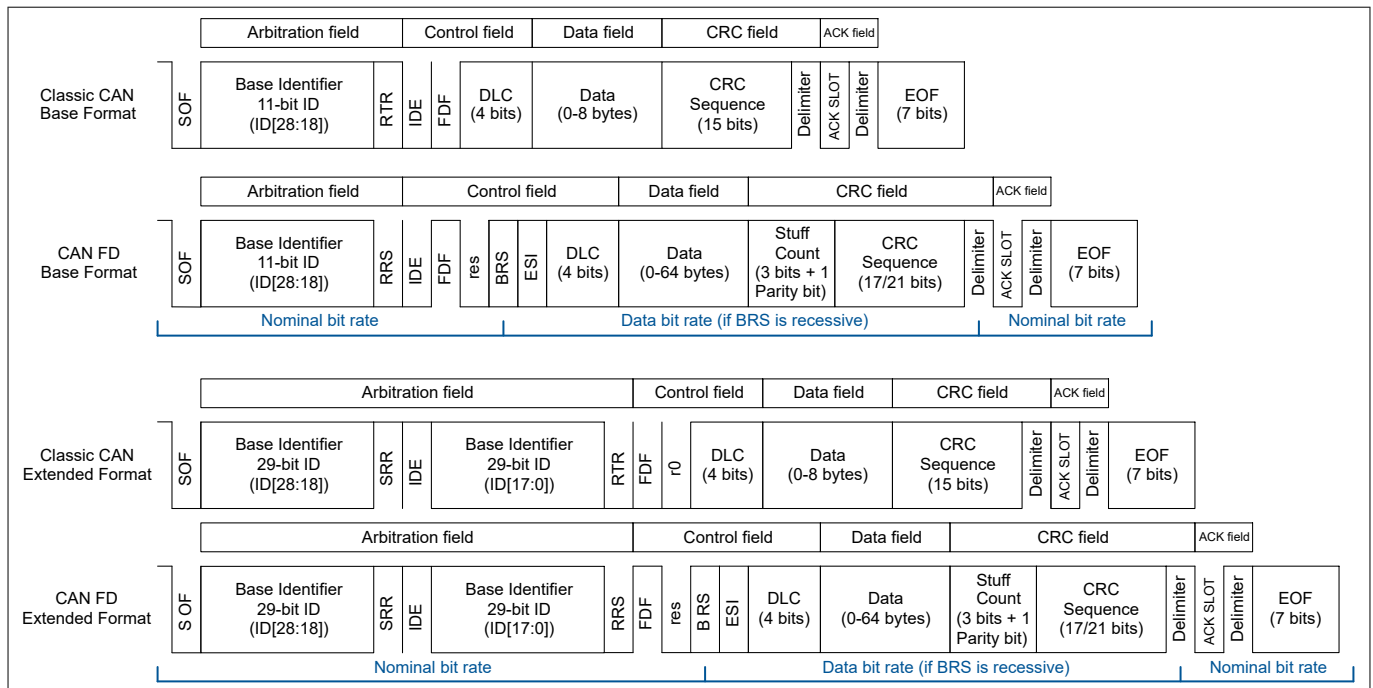 Arbitration field Control field Data field CRC field ACK field
Classic CAN
Base Format
SOF
Base Identifier
11-bit ID
(ID[28:18])
RTR
IDE
FDF
DLC
(4 bits)
Data
(0-8 bytes)
CRC
Sequence
(15 bits)
Delimiter
ACK SLOT
Delimiter
EOF
(7 bits)
Arbitration field Control field Data field CRC field ACK field
CAN FD
Base Format
SOF
Base Identifier
11-bit ID
(ID[28:18])
RRS
IDE
FDF
res
BRS
ESI
DLC
(4 bits)
Data
(0-64 bytes)
Stuff
Count
(3 bits + 1
Parity bit)
CRC
Sequence
(17/21 bits)
Delimiter
ACK SLOT
Delimiter
EOF
(7 bits)
Nominal bit rate Data bit rate (if BRS is recessive) Nominal bit rate
Arbitration field Control field Data field CRC field ACK field
Classic CAN
Extended Format
SOF
Base Identifier
29-bit ID
(ID[28:18])
SRR
IDE
Base Identifier
29-bit ID
(ID[17:0])
RTR
FDF
r0
DLC
(4 bits)
Data
(0-8 bytes)
CRC
Sequence
(15 bits)
Delimiter
ACK SLOT
Delimiter
EOF
(7 bits)
Arbitration field Control field Data field CRC field ACK field
CAN FD
Extended Format
S OF
Base Identifier
29-bit ID
(ID[28:18])
SRR
IDE
Base Identifier
29-bit ID
(ID[17:0])
RRS
FDF
res
B RS
ESI
DLC
(4 bits)
Data
(0-64 bytes)
Stuff
Count
(3 bits + 1
Parity bit)
CRC
Sequence
(17/21 bits)
Delimiter
ACK SLOT
Delimiter
EOF
(7 bits)
Nominal bit rate Data bit rate (if BRS is recessive) Nominal bit rate